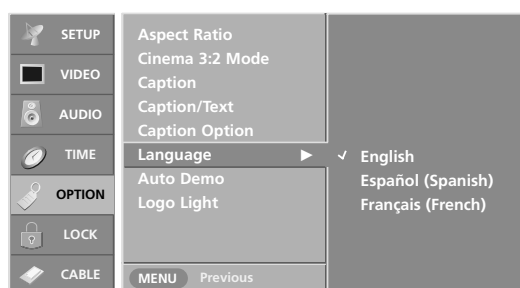 SETUP
VIDEO
AUDIO
TIME
OPTION
LOCK
CABLE
Aspect Ratio
Cinema 3:2 Mode
Caption
Caption/Text
Caption Option
Language ▶
Auto Demo
Logo Light
✓ English
Español (Spanish)
Français (French)
MENU Previous